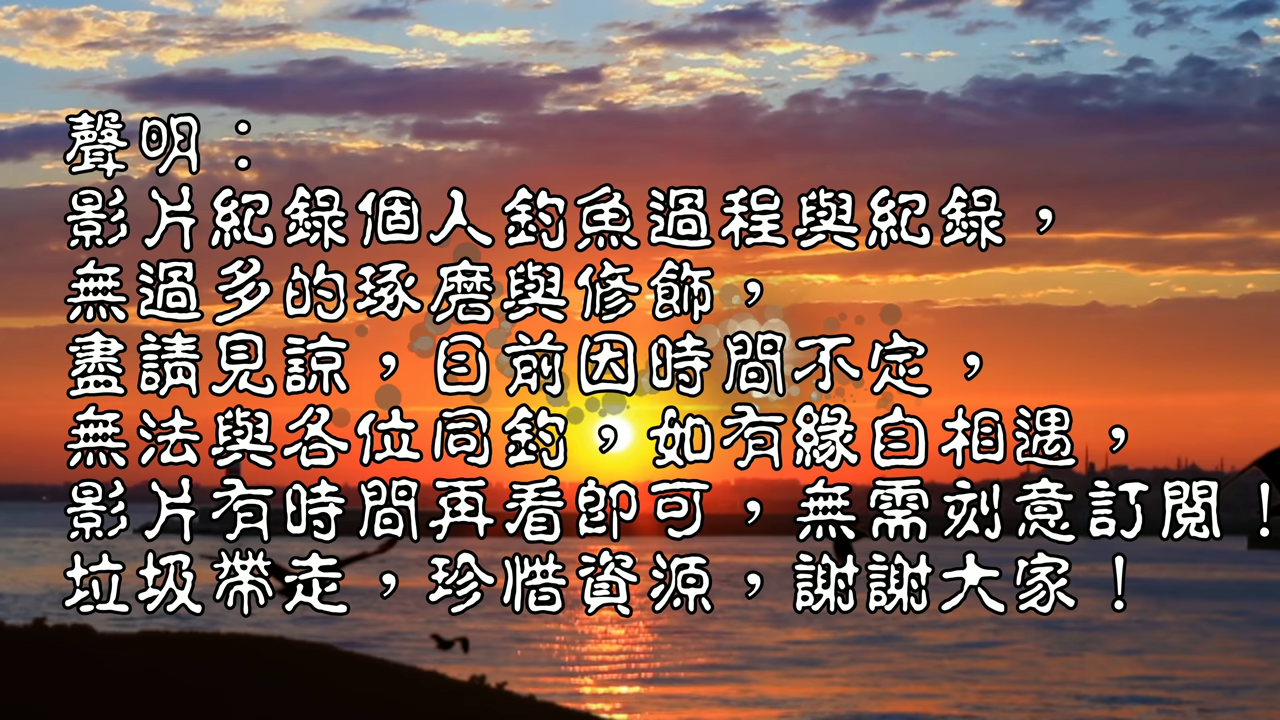 聲明：
影片紀錄個人釣魚過程與紀錄，
無過多的琢磨與修飾，
盡請見諒，目前因時間不定，
無法與各位同釣，如有緣自相遇，
影片有時間再看即可，無需刻意訂閱！
垃圾帶走，珍惜資源，謝謝大家！